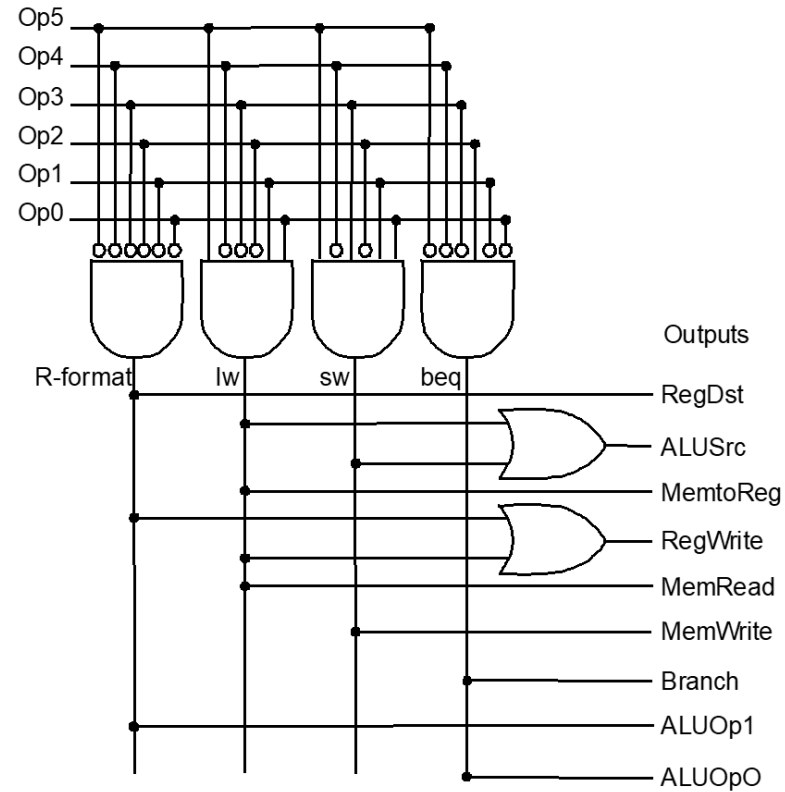 Op5
Op4
Op3
Op2
Op1
Op0
Outputs
R-format
lw
sw
beq
RegDst
ALUSrc
MemtoReg
RegWrite
MemRead
MemWrite
Branch
ALUOp1
ALUOpO